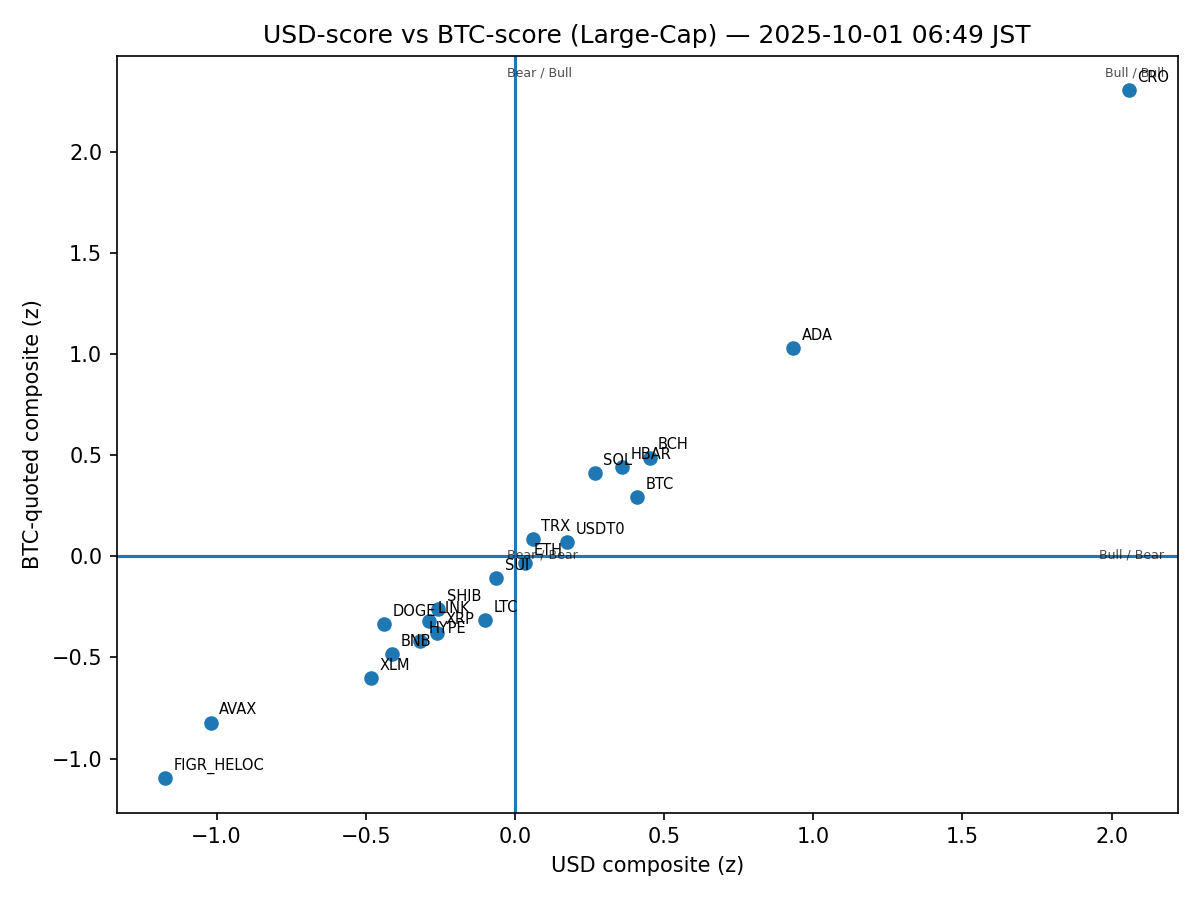 USD-score vs BTC-score (Large-Cap) — 2025-10-01 06:49 JST
Bear / Bull
Bull / Bull
CRO
2.0
1.5
ADA
1.0
BCH
HBAR
SOL
0.5
BTC
TRX
USDT0
ETH
0.0
Bear / Bear
Bull / Bear
SUI
SHIB
LINK
LTC
DOGE
XRP
HYPE
BNB
−0.5
XLM
AVAX
FIGR_HELOC
−1.0
BTC-quoted composite (z)
−1.0
−0.5
0.0
0.5
1.0
1.5
2.0
USD composite (z)